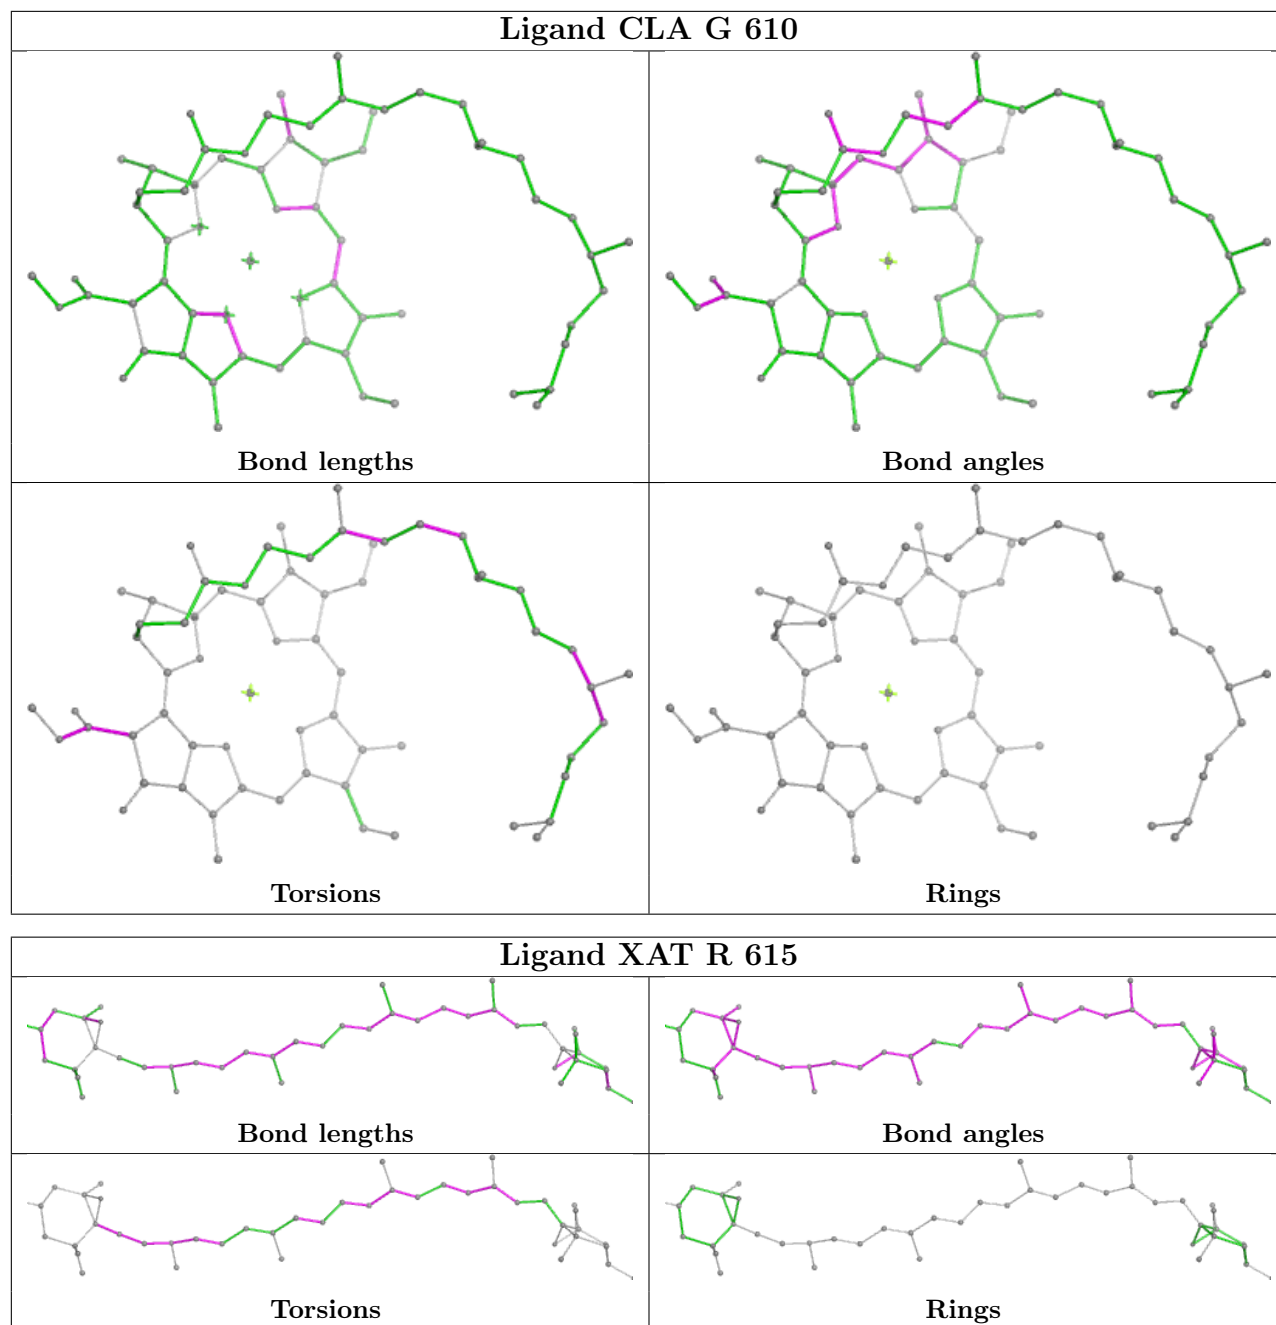 Ligand CLA G 610
Bond lengths
Bond angles
Torsions
Rings
Ligand XAT R 615
Bond lengths
Bond angles
Torsions
Rings